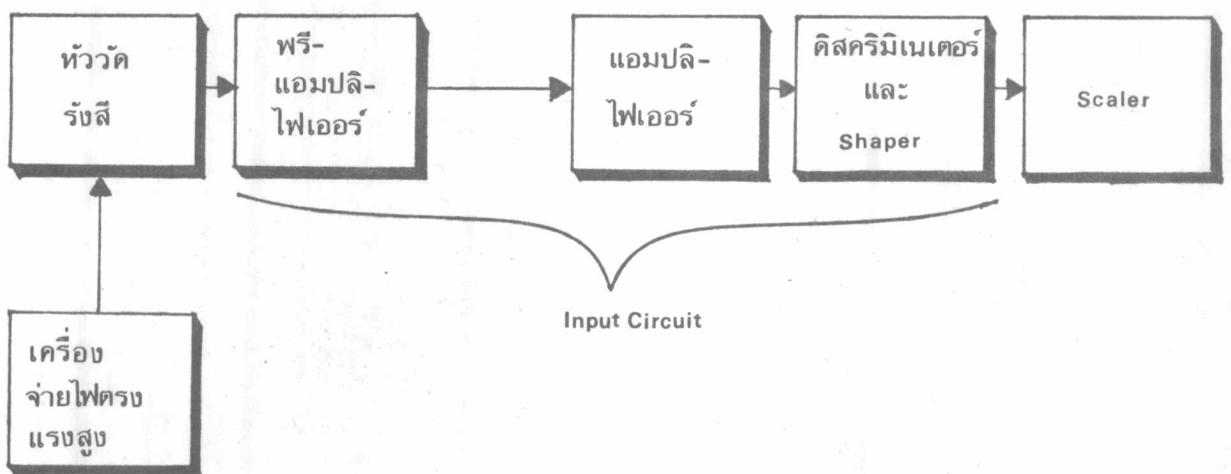 หัววัด
รังสี
พรี-
แอมปลิ-
ไฟเออร์
แอมปลิ-
ไฟเออร์
ดิสคริมิเนเตอร์
และ
Shaper
Scaler
Input Circuit
เครื่อง
จ่ายไฟตรง
แรงสูง